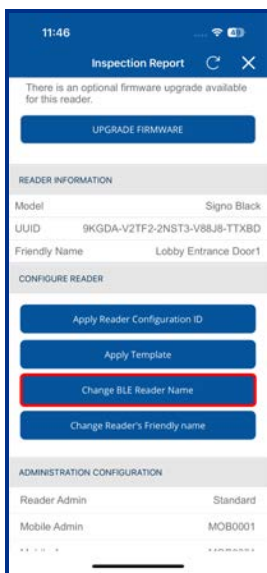 11:46
Inspection Report
There is an optional firmware upgrade available
for this reader.
UPGRADE FIRMWARE
READER INFORMATION
Model Signo Black
UUID 9KGDA-V2TF2-2NST3-V88J8-TTXBD
Friendly Name Lobby Entrance Door1
CONFIGURE READER
Apply Reader Configuration ID
Apply Template
Change BLE Reader Name
Change Reader's Friendly name
ADMINISTRATION CONFIGURATION
Reader Admin Standard
Mobile Admin MOB0001